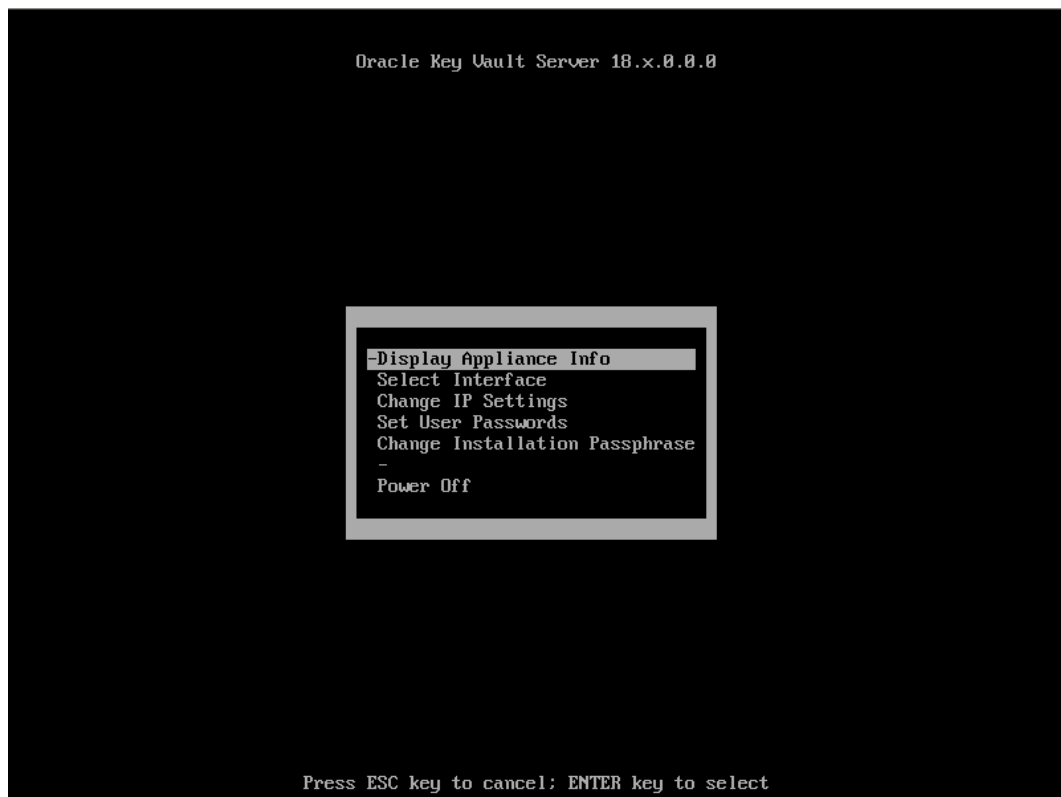 Oracle Key Vault Server 18.x.0.0.0
-Display Appliance Info
Select Interface
Change IP Settings
Set User Passwords
Change Installation Passphrase
-
Power Off
Press ESC key to cancel; ENTER key to select